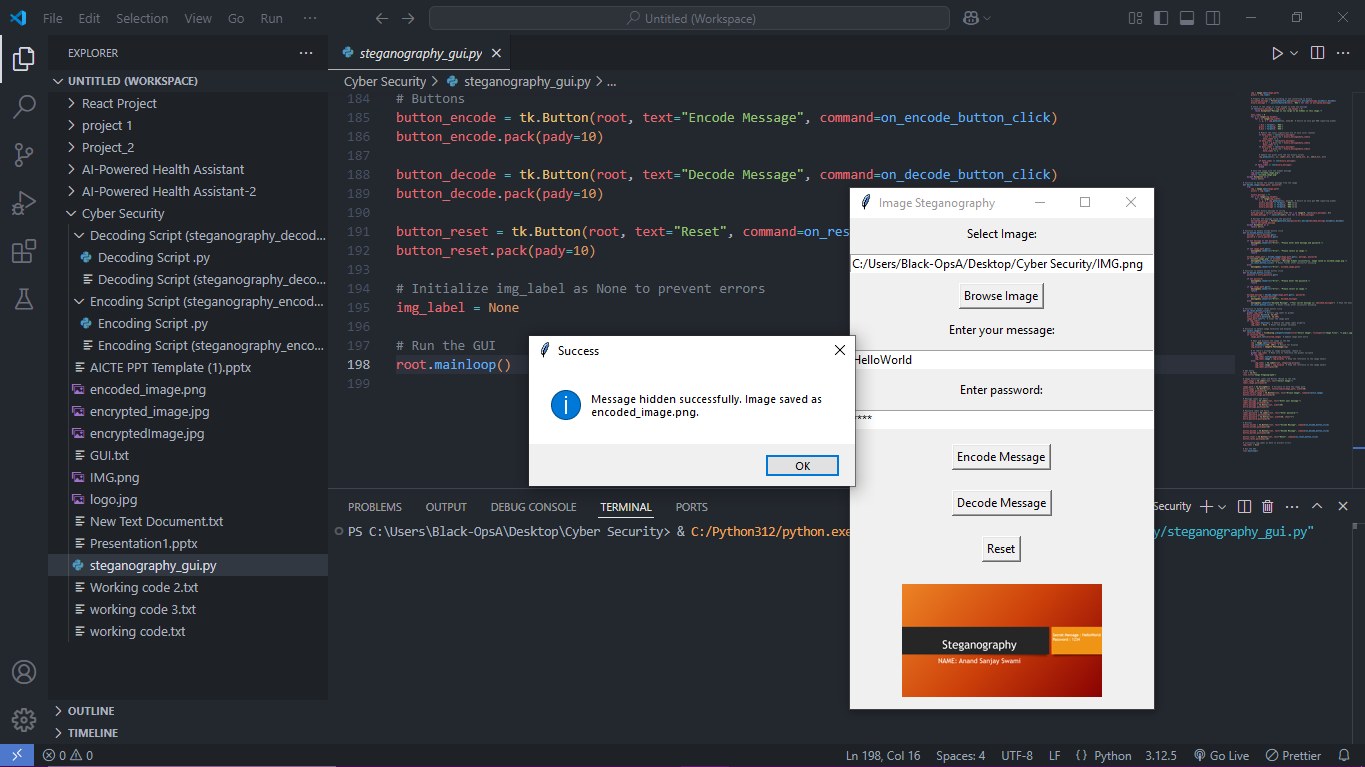 File Edit Selection View Go Run ···
Untitled (Workspace)
EXPLORER
UNTITLED (WORKSPACE)
React Project
project 1
Project_2
AI-Powered Health Assistant
AI-Powered Health Assistant-2
Cyber Security
Decoding Script (steganography_decod...
Decoding Script .py
Decoding Script (steganography_deco...
Encoding Script (steganography_encod...
Encoding Script .py
Encoding Script (steganography_enco...
AICTE PPT Template (1).pptx
encoded_image.png
encrypted_image.jpg
encryptedImage.jpg
GUI.txt
IMG.png
logo.jpg
New Text Document.txt
Presentation1.pptx
steganography_gui.py
Working code 2.txt
working code 3.txt
working code.txt
OUTLINE
TIMELINE
steganography_gui.py
Cyber Security > steganography_gui.py > ...
184 # Buttons
185 button_encode = tk.Button(root, text="Encode Message", command=on_encode_button_click)
186 button_encode.pack(pady=10)
187
188 button_decode = tk.Button(root, text="Decode Message", command=on_decode_button_click)
189 button_decode.pack(pady=10)
190
191 button_reset = tk.Button(root, text="Reset", command=on_res
192 button_reset.pack(pady=10)
193
194 # Initialize img_label as None to prevent errors
195 img_label = None
196
197 # Run the GUI
198 root.mainloop()
199
Success
Message hidden successfully. Image saved as
encoded_image.png.
OK
Image Steganography
Select Image:
C:/Users/Black-OpsA/Desktop/Cyber Security/IMG.png
Browse Image
Enter your message:
HelloWorld
Enter password:
****
Encode Message
Decode Message
Reset
Steganography
NAME: Anand Sanjay Swami
Secret Message : HelloWorld
Password : 1234
PROBLEMS OUTPUT DEBUG CONSOLE TERMINAL PORTS
Security
PS C:\Users\Black-OpsA\Desktop\Cyber Security> & C:/Python312/python.exe
y/steganography_gui.py"
0 0
Ln 198, Col 16 Spaces: 4 UTF-8 LF {} Python 3.12.5 Go Live Prettier